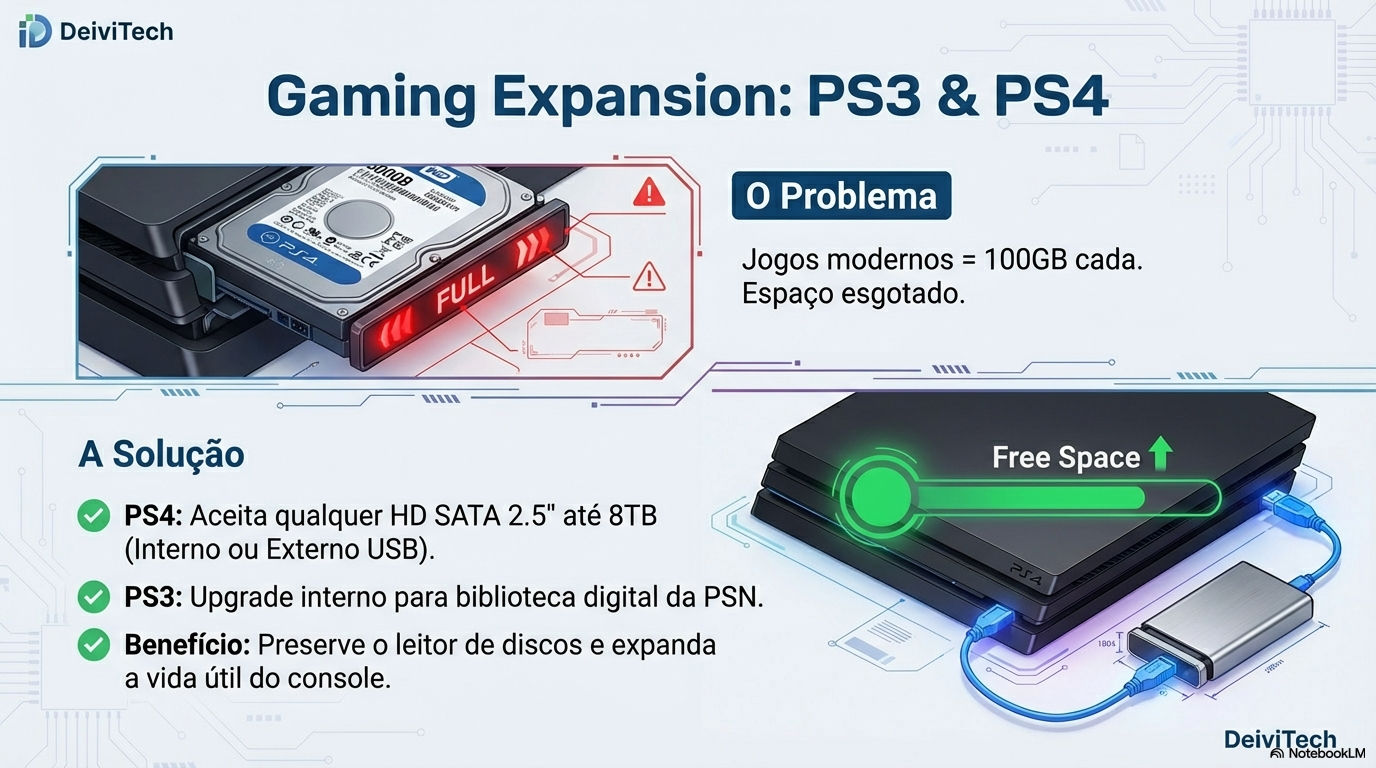 DeiviTech
Gaming Expansion: PS3 & PS4
FULL
PS4
O Problema
Jogos modernos = 100GB cada.
Espaço esgotado.
A Solução
PS4: Aceita qualquer HD SATA 2.5" até 8TB
(Interno ou Externo USB).
PS3: Upgrade interno para biblioteca digital da PSN.
Benefício: Preserve o leitor de discos e expanda
a vida útil do console.
Free Space
PS4
DeiviTech
NotebookLM